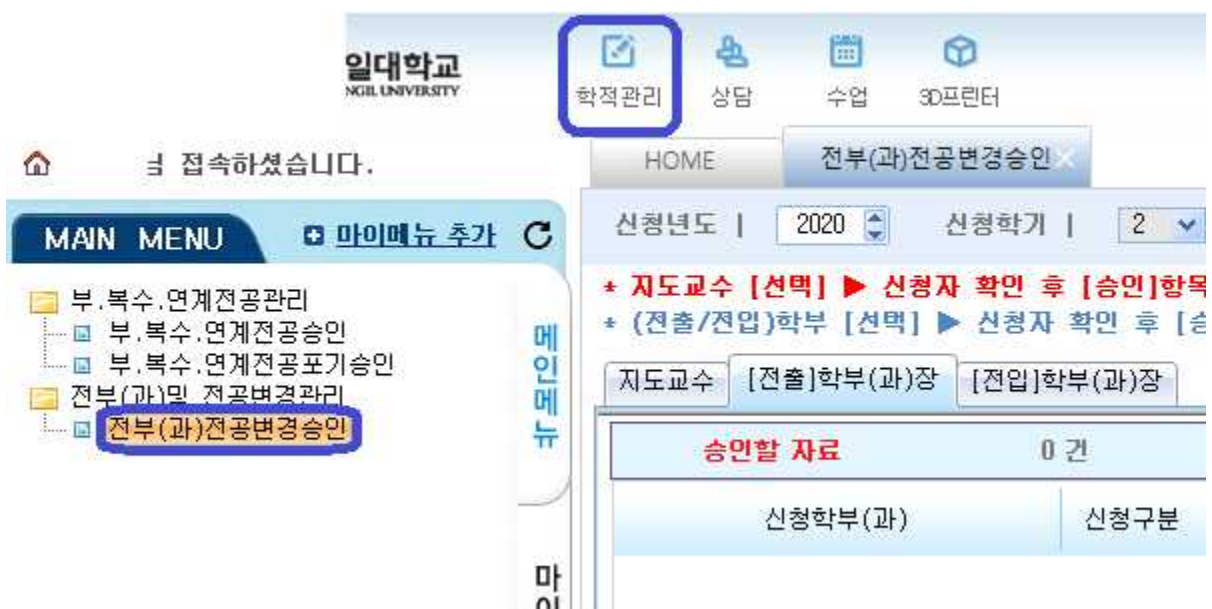 일대학교
NGIL UNIVERSITY
학적관리 상담 수업 3D프린터
접속하셨습니다.
HOME 전부(과)전공변경승인
MAIN MENU 마이메뉴 추가
신청년도 | 2020 신청학기 | 2
* 지도교수 [선택] ▶ 신청자 확인 후 [승인]항목
* (전출/전입)학부 [선택] ▶ 신청자 확인 후 [승
부.복수.연계전공관리
부.복수.연계전공승인
부.복수.연계전공포기승인
전부(과)및 전공변경관리
전부(과)전공변경승인
메인메뉴
지도교수 [전출]학부(과)장 [전입]학부(과)장
승인할 자료 0 건
신청학부(과) 신청구분
마이